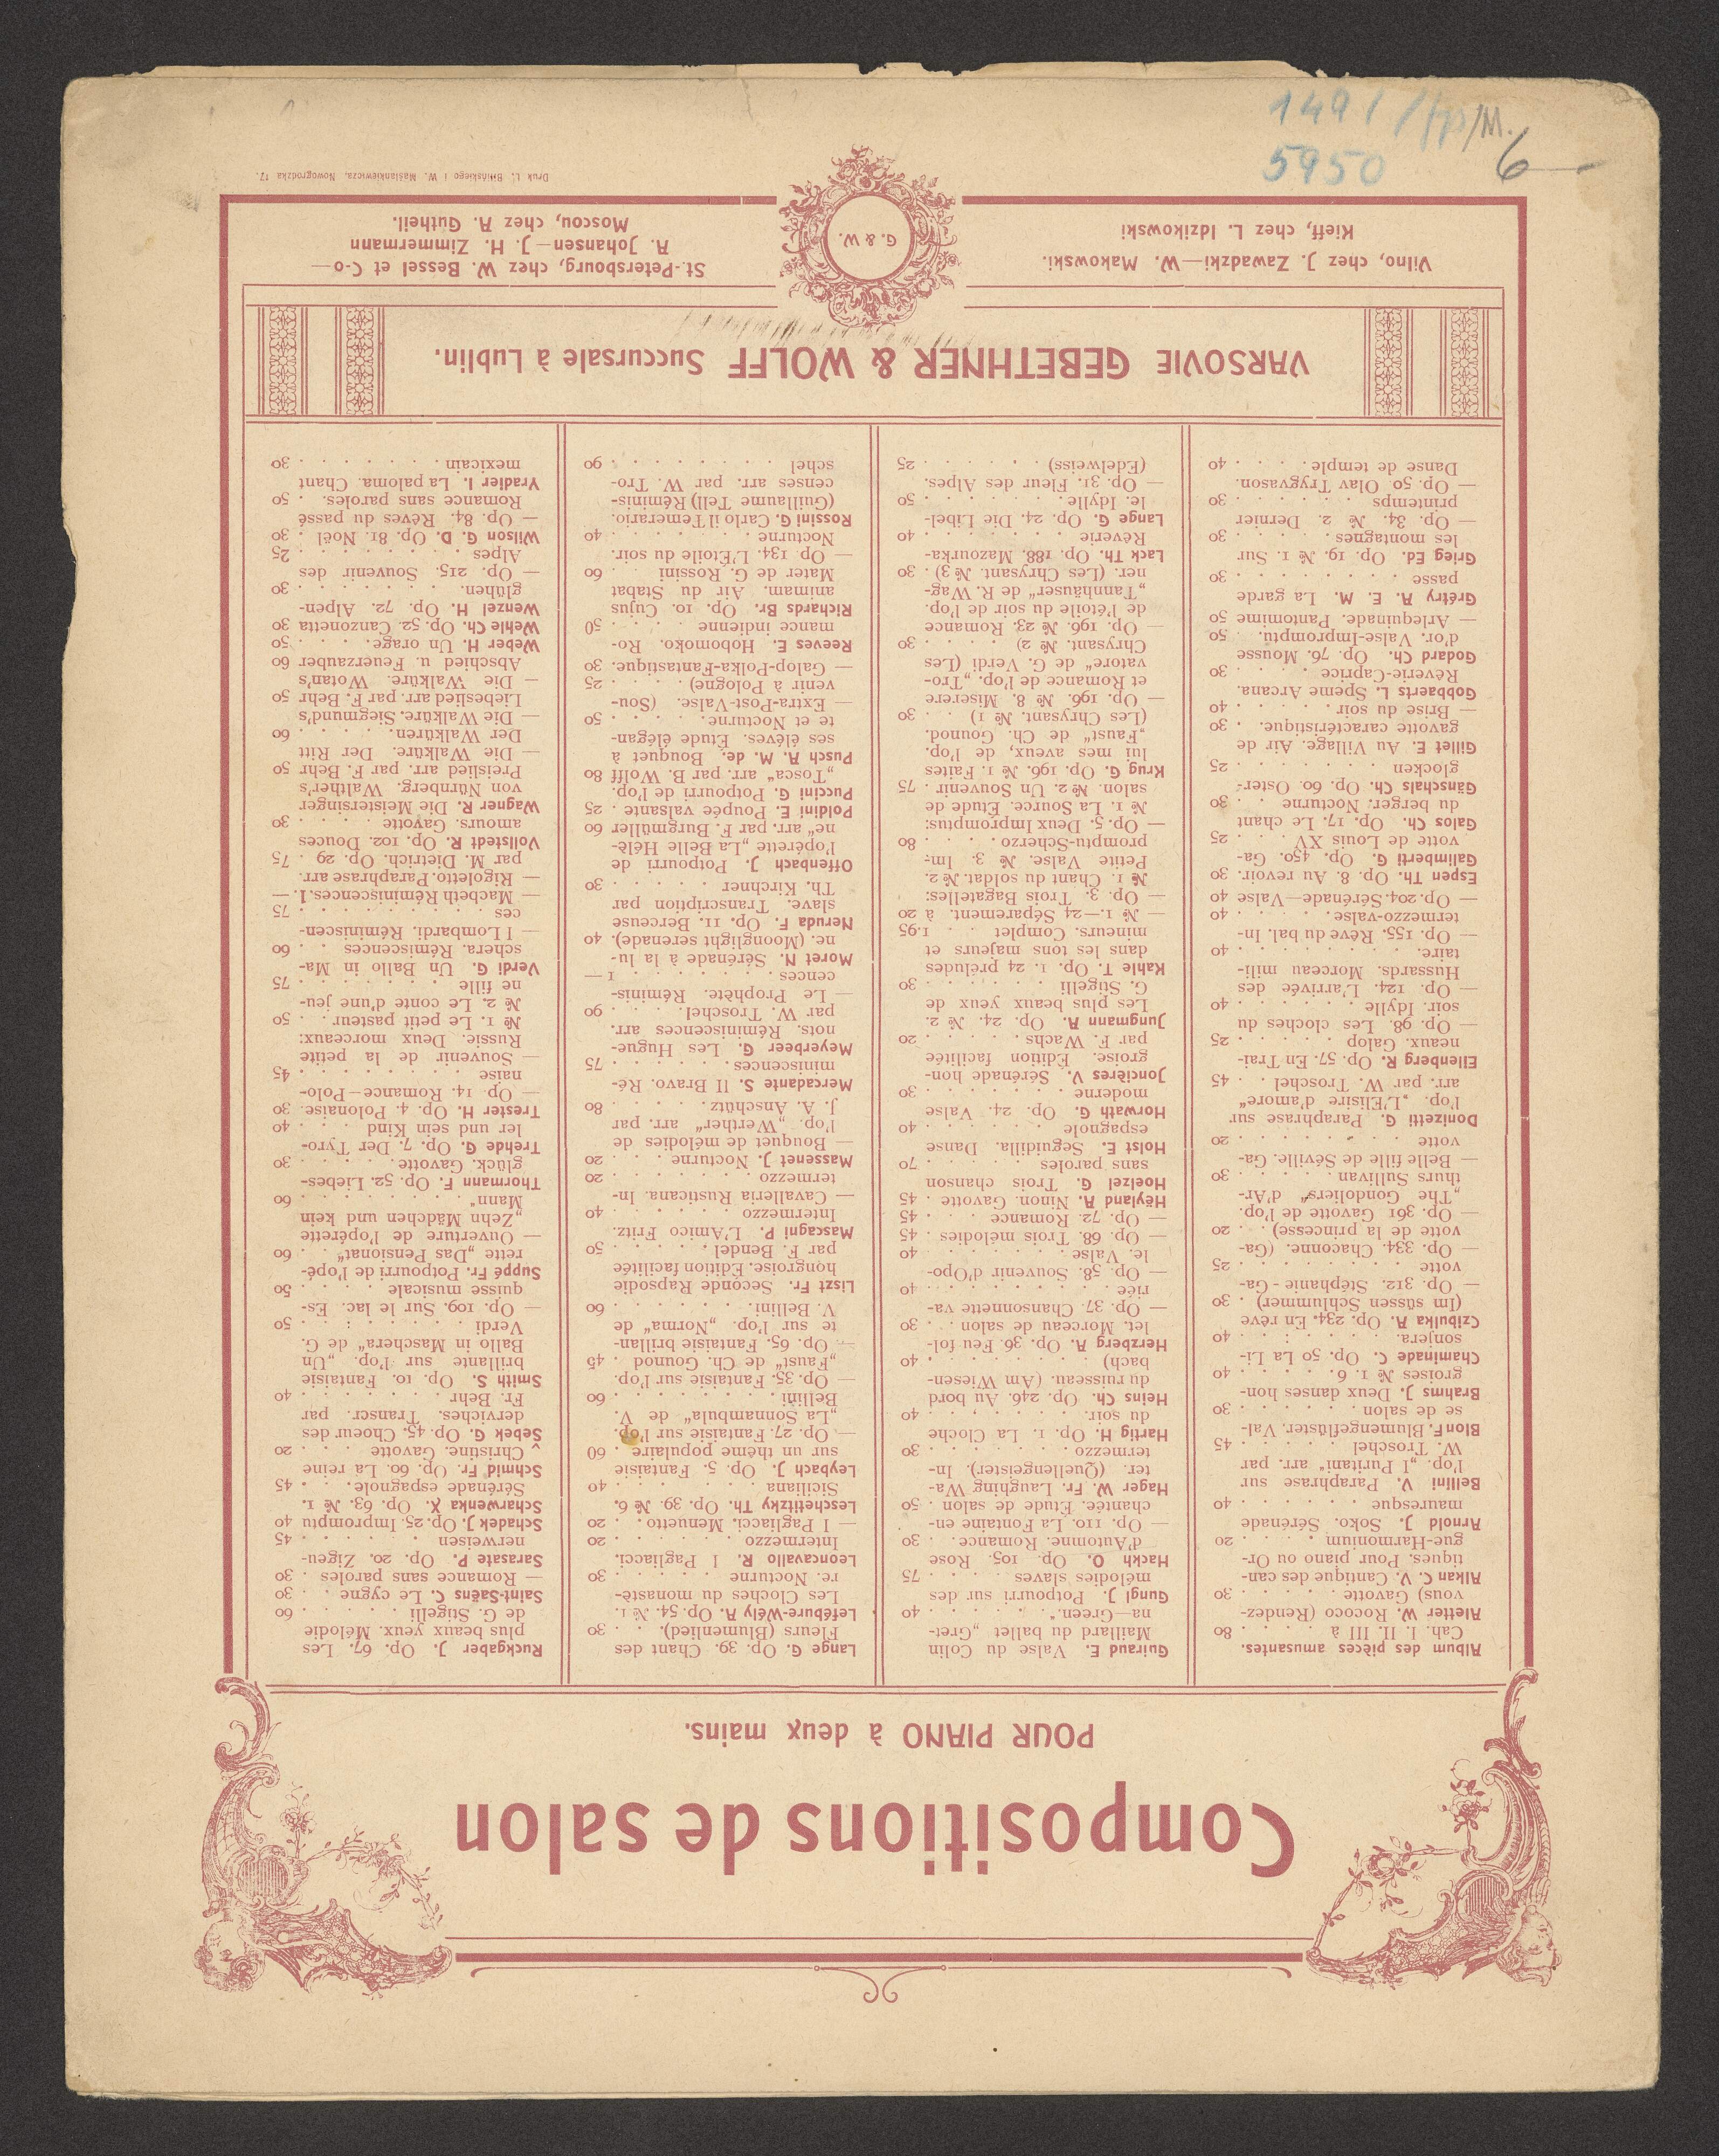 Compositions de salon
POUR PIANO à deux mains.
Album des pièces amusantes.
Cah. I. II. III à . . . . 80
Aletter W. Rococo (Rendez-
vous) Gavotte . . . . . 30
Alkan C. V. Cantique des can-
tiques. Pour piano ou Or-
gue-Harmonium . . . . 20
Arnold J. Soko. Sérénade
mauresque . . . . . . 40
Bellini V. Paraphrase sur
l'op. „I Puritani" arr. par
W. Troschel . . . . . 45
Blon F. Blumengeflüster. Val-
se de salon . . . . . . 30
Brahms J. Deux danses hon-
groises № 1. 6 . . . . . 40
Chaminade C. Op. 50 La Li-
sonjera . . . . . . . 40
Czibulka A. Op. 234. En rêve
(Im süssen Schlummer) . 30
— Op. 312. Stéphanie - Ga-
votte . . . . . . . . 25
— Op. 334. Chaconne. (Ga-
votte de la princesse) . . 20
— Op. 361 Gavotte de l'op.
„The Gondoliers" d'Ar-
thurs Sullivan . . . . . 30
— Belle fille de Séville. Ga-
votte . . . . . . . . 20
Donizetti G. Paraphrase sur
l'op. „L'Elisire d'amore"
arr. par W. Troschel . . 45
Ellenberg R. Op. 57. En Trai-
neaux. Galop . . . . . 25
— Op. 98. Les cloches du
soir. Idylle . . . . . . 40
— Op. 124. L'arrivée des
Hussards. Morceau mili-
taire. . . . . . . . . 40
— Op. 155. Rêve du bal. In-
termezzo-valse . . . . . 40
— Op. 204. Sérénade—Valse 40
Espen Th. Op. 8. Au revoir. 30
Galimberti G. Op. 450. Ga-
votte de Louis XV . . . 25
Galos Ch. Op. 17. Le chant
du berger. Nocturne . . 30
Gänschals Ch. Op. 60. Oster-
glocken . . . . . . . 25
Gillet E. Au Village. Air de
gavotte caractéristique. . 30
— Brise du soir . . . . . 40
Gobbaerts L. Speme Arcana.
Rêverie-Caprice . . . . 30
Godard Ch. Op. 76. Mousse
d'or. Valse-Impromptu. . 50
— Arlequinade. Pantomime 50
Grétry A. E. M. La garde
passe . . . . . . . . 30
Grieg Ed. Op. 19. № 1. Sur
les montagnes . . . . . 30
— Op. 34. № 2. Dernier
printemps . . . . . . 30
— Op. 50. Olav Trygvason.
Danse de temple . . . . 40
Guiraud E. Valse du Colin
Maillard du ballet „Gret-
na—Green." . . . . . . 40
Gungl J. Potpourri sur des
mélodies slaves . . . . 75
Hackh O. Op. 105. Rose
d'Automne. Romance. . . 30
— Op. 110. La Fontaine en-
chantée. Étude de salon . 50
Hager W. Fr. Laughing Wa-
ter. (Quellengeister). In-
termezzo . . . . . . . 30
Hartig H. Op. 1. La Cloche
du soir. . . . . . . . 40
Heins Ch. Op. 246. Au bord
du ruisseau. (Am Wiesen-
bach) . . . . . . . . 40
Herzberg A. Op. 36. Feu fol-
let. Morceau de salon . . 30
— Op. 37. Chansonnette va-
riée . . . . . . . . . 40
— Op. 58. Souvenir d'Opo-
le. Valse . . . . . . . 40
— Op. 68. Trois mélodies . 45
— Op. 72. Romance . . . 45
Hëyland A. Ninon. Gavotte . 45
Hoelzel G. Trois chanson
sans paroles . . . . . 70
Holst E. Seguidilla. Danse
espagnole . . . . . . 40
Horwath G. Op. 24. Valse
moderne . . . . . . . 30
Joncières V. Sérénade hon-
groise. Édition facilitée
par F. Wachs . . . . . 20
Jungmann A. Op. 24. № 2.
Les plus beaux yeux de
G. Stigelli . . . . . . 30
Kahle T. Op. 1. 24 préludes
dans les tons majeurs et
mineurs. Complet . . 1.95
— № 1.—24 Séparement. à 20
— Op. 3. Trois Bagatelles:
№ 1. Chant du soldat. № 2.
Petite Valse. № 3. Im-
promptu-Scherzo . . . . 80
— Op. 5. Deux Impromptus:
№ 1. La Source. Étude de
salon. № 2. Un Souvenir . 75
Krug G. Op. 196. № 1. Faites
lui mes aveux, de l'op.
„Faust" de Ch. Gounod.
(Les Chrysant. № 1) . . 30
— Op. 196. № 8. Miserere
et Romance de l'op. „Tro-
vatore" de G. Verdi (Les
Chrysant. № 2) . . . . 30
— Op. 196. № 23. Romance
de l'étoile du soir de l'op.
„Tannhäuser" de R. Wag-
ner. (Les Chrysant. № 3) . 30
Lack Th. Op. 188. Mazourka-
Rêverie . . . . . . . 40
Lange G. Op. 24. Die Libel-
le. Idylle . . . . . . . 50
— Op. 31. Fleur des Alpes.
(Edelweiss) . . . . . . 25
Lange G. Op. 39. Chant des
Fleurs (Blumenlied). . . 30
Lefébure-Wély A. Op. 54. № 1.
Les Cloches du monastè-
re. Nocturne . . . . . 30
Leoncavallo R. I Pagliacci.
Intermezzo . . . . . . 20
— I Pagliacci. Menuetto . . 20
Leschetitzky Th. Op. 39. № 6.
Siciliana . . . . . . . 40
Leybach J. Op. 5. Fantaisie
sur un thême populaire . 60
— Op. 27. Fantaisie sur l'op.
„La Sonnambula" de V.
Bellini . . . . . . . . 60
— Op. 35. Fantaisie sur l'op.
„Faust" de Ch. Gounod . 45
— Op. 65. Fantaisie brillan-
te sur l'op. „Norma" de
V. Bellini . . . . . . . 60
Liszt Fr. Seconde Rapsodie
hongroise. Édition facilitée
par F. Bendel . . . . . 50
Mascagni P. L'Amico Fritz.
Intermezzo . . . . . . 40
— Cavalleria Rusticana. In-
termezzo . . . . . . . 20
Massenet J. Nocturne . . . 20
— Bouquet de mélodies de
l'op. „Werther" arr. par
J. A. Anschütz . . . . . 80
Mercadante S. Il Bravo. Ré-
miniscences . . . . . . 75
Meyerbeer G. Les Hugue-
nots. Réminiscences arr.
par W. Troschel . . . . 90
— Le Prophète. Réminis-
cences . . . . . . . 1 —
Moret N. Sérénade à la lu-
ne. (Moonglight serenade). 40
Neruda F. Op. 11. Berceuse
slave. Transcription par
Th. Kirchner . . . . . 30
Offenbach J. Potpourri de
l'opérette „La Belle Hélè-
ne" arr. par F. Burgmüller 60
Poldini E. Poupée valsante . 25
Puccini G. Potpourri de l'op.
„Tosca" arr. par B. Wolff 80
Pusch A. M. de. Bouquet à
ses élèves. Étude élégan-
te et Nocturne . . . . . 50
— Extra-Post-Valse. (Sou-
venir à Pologne) . . . . 25
— Galop-Polka-Fantastique. 30
Reeves E. Hobomoko. Ro-
mance indienne . . . . 50
Richards Br. Op. 10. Cujus
animam. Air du Stabat
Mater de G. Rossini . . 60
— Op. 134. L'Étoile du soir.
Nocturne . . . . . . . 40
Rossini G. Carlo il Temerario.
(Guillaume Tell) Réminis-
censes arr. par W. Tro-
schel . . . . . . . . 90
Ruckgaber J. Op. 67. Les
plus beaux yeux. Mélodie
de G. Stigelli . . . . . 60
Saint-Saëns C. Le cygne . . 30
— Romance sans paroles . 30
Sarasate P. Op. 20. Zigeu-
nerweisen . . . . . . 45
Schadek J. Op. 25. Impromptu 40
Scharwenka X. Op. 63. № 1.
Sérénade espagnole . . . 45
Schmid Fr. Op. 60. La reine
Christine. Gavotte . . . 20
Šebek G. Op. 45. Choeur des
derviches. Transcr. par
Fr. Behr . . . . . . . 40
Smith S. Op. 10. Fantaisie
brillante sur l'op. „Un
Ballo in Maschera" de G.
Verdi . . . . . . . . 50
— Op. 109. Sur le lac. Es-
quisse musicale . . . . 50
Suppé Fr. Potpourri de l'opé-
rette „Das Pensionat" . . 60
— Ouverture de l'opérette
„Zehn Mädchen und kein
Mann" . . . . . . . . 60
Thormann F. Op. 52. Liebes-
glück. Gavotte . . . . . 30
Trehde G. Op. 7. Der Tyro-
ler und sein Kind . . . 40
Trester H. Op. 4. Polonaise. 30
— Op. 14. Romance—Polo-
naise . . . . . . . . 45
— Souvenir de la petite
Russie. Deux morceaux:
№ 1. Le petit pasteur . . 50
№ 2. Le conte d'une jeu-
ne fille . . . . . . . 75
Verdi G. Un Ballo in Ma-
schera. Rémiscences . . 60
— I Lombardi. Réminiscen-
ces . . . . . . . . . 75
— Macbeth Réminiscences. 1. —
— Rigoletto. Paraphrase arr.
par M. Dietrich. Op. 29 . 75
Vollstedt R. Op. 102. Douces
amours. Gavotte . . . . 30
Wagner R. Die Meistersinger
von Nürnberg. Walther's
Preislied arr. par F. Behr 50
— Die Walküre. Der Ritt
Der Walküren . . . . . 60
— Die Walküre. Siegmund's
Liebeslied arr. par F. Behr 50
— Die Walküre. Wotan's
Abschied u. Feuerzauber 60
Weber H. Un orage . . . . 50
Wehle Ch. Op. 52. Canzonetta 30
Wenzel H. Op. 72. Alpen-
glühen . . . . . . . . 30
— Op. 215. Souvenir des
Alpes . . . . . . . . 25
Wilson G. D. Op. 81. Noël . 30
— Op. 84. Rêves du passé
Romance sans paroles. . 50
Yradier I. La paloma. Chant
mexicain . . . . . . . 30
VARSOVIE GEBETHNER & WOLFF Succursale à Lublin.
Vilno, chez J. Zawadzki—W. Makowski.
Kieff, chez L. Idzikowski
G. & W.
St.-Petersbourg, chez W. Bessel et C-o—
A. Johansen—J. H. Zimmermann
Moscou, chez A. Gutheil.
Druk L. Bilińskiego i W. Maślankiewicza, Nowogrodzka 17.
5950
6